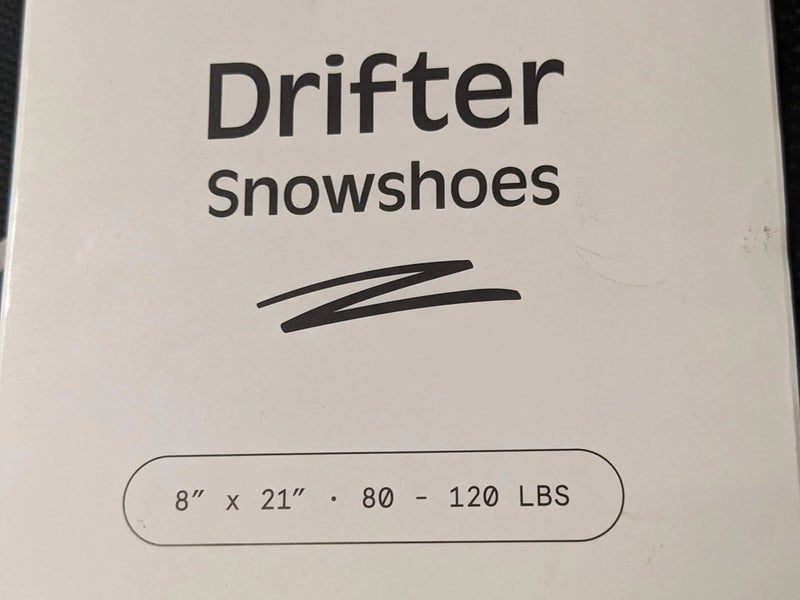 Drifter
Snowshoes
8″ x 21″ · 80 - 120 LBS